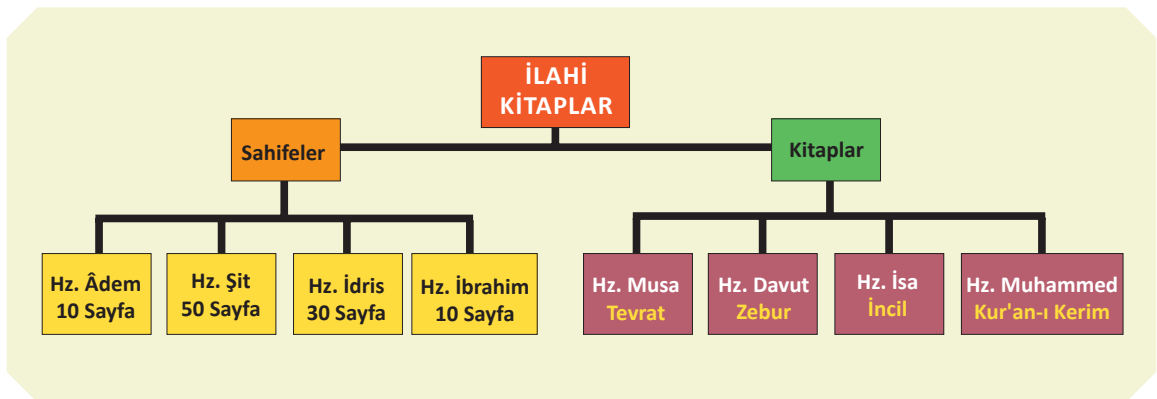 İLAHİ
KİTAPLAR
Sahifeler
Kitaplar
Hz. Âdem
10 Sayfa
Hz. Şit
50 Sayfa
Hz. İdris
30 Sayfa
Hz. İbrahim
10 Sayfa
Hz. Musa
Tevrat
Hz. Davut
Zebur
Hz. İsa
İncil
Hz. Muhammed
Kur'an-ı Kerim